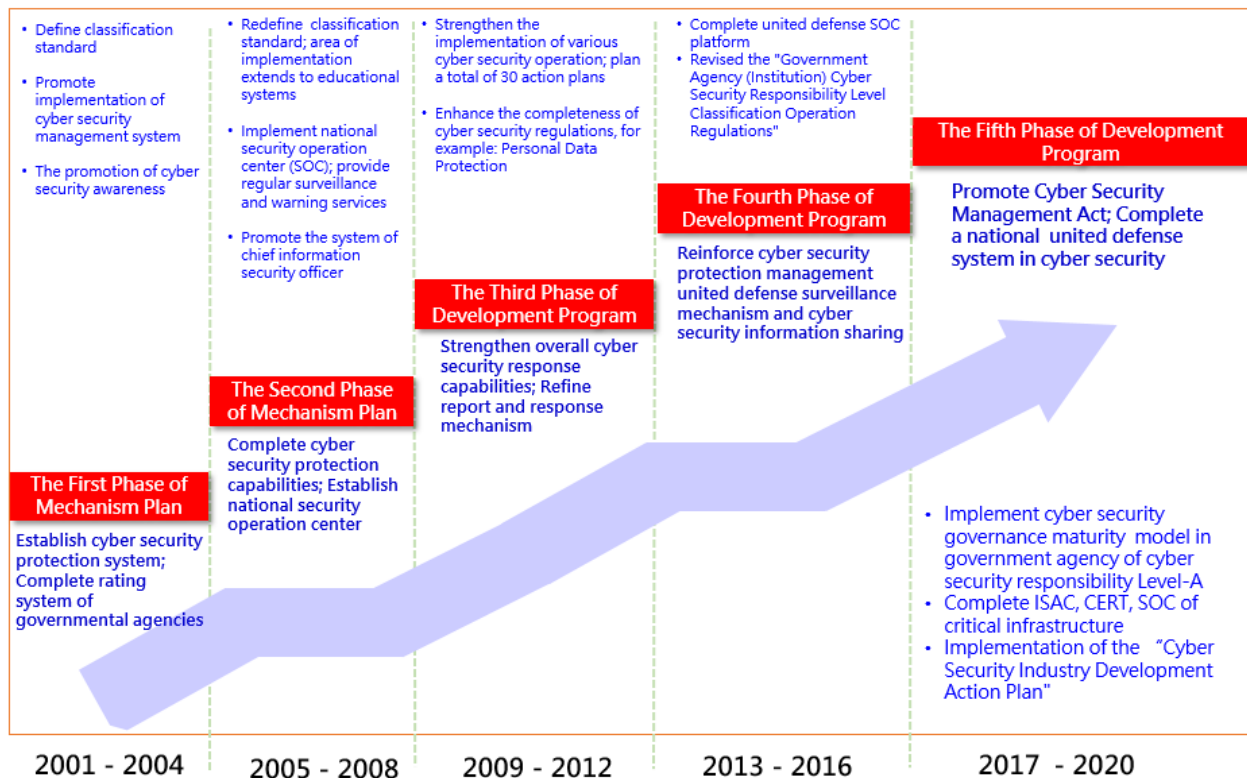 • Define classification
standard
• Promote
implementation of
cyber security
management system
• The promotion of cyber
security awareness
The First Phase of
Mechanism Plan
Establish cyber security
protection system;
Complete rating
system of
governmental agencies
2001 - 2004
• Redefine classification
standard; area of
implementation
extends to educational
systems
• Implement national
security operation
center (SOC); provide
regular surveillance
and warning services
• Promote the system of
chief information
security officer
The Second Phase
of Mechanism Plan
Complete cyber
security protection
capabilities; Establish
national security
operation center
2005 - 2008
• Strengthen the
implementation of various
cyber security operation; plan
a total of 30 action plans
• Enhance the completeness of
cyber security regulations, for
example: Personal Data
Protection
The Third Phase of
Development Program
Strengthen overall cyber
security response
capabilities; Refine
report and response
mechanism
2009 - 2012
• Complete united defense SOC
platform
• Revised the "Government
Agency (Institution) Cyber
Security Responsibility Level
Classification Operation
Regulations"
The Fourth Phase of
Development Program
Reinforce cyber security
protection management
united defense surveillance
mechanism and cyber
security information sharing
2013 - 2016
The Fifth Phase of Development
Program
Promote Cyber Security
Management Act; Complete
a national united defense
system in cyber security
• Implement cyber security
governance maturity model in
government agency of cyber
security responsibility Level-A
• Complete ISAC, CERT, SOC of
critical infrastructure
• Implementation of the “Cyber
Security Industry Development
Action Plan"
2017 - 2020